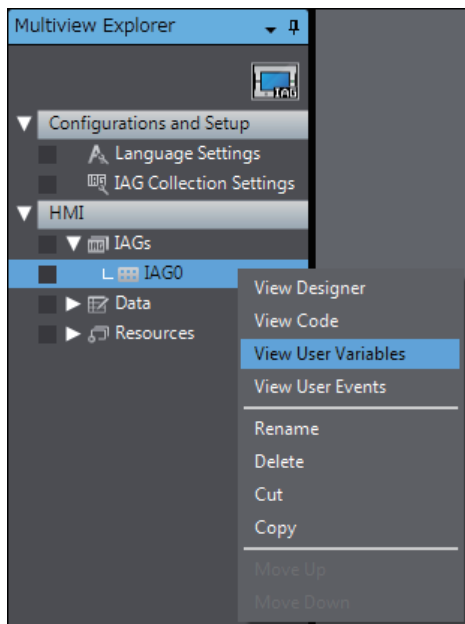 Multiview Explorer
IAG
Configurations and Setup
Language Settings
IAG Collection Settings
HMI
IAGs
IAG0
Data
Resources
View Designer
View Code
View User Variables
View User Events
Rename
Delete
Cut
Copy
Move Up
Move Down